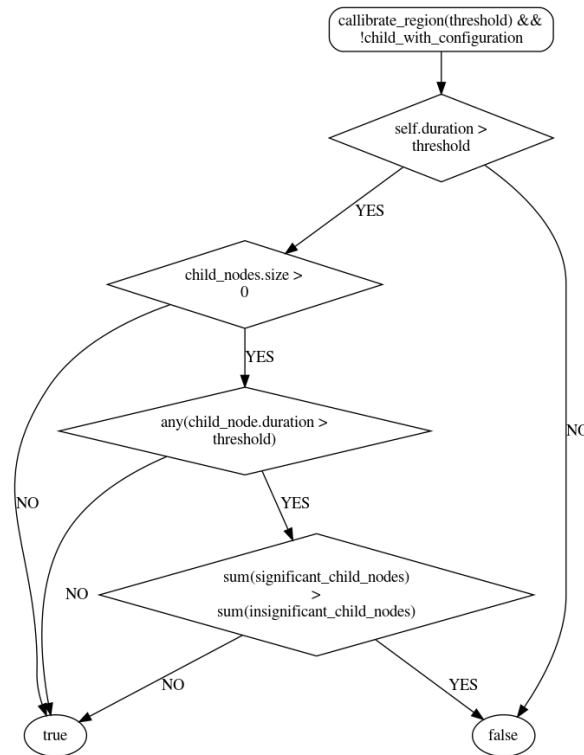 callibrate_region(threshold) &&
!child_with_configuration
self.duration >
threshold
YES
child_nodes.size >
0
YES
NO
any(child_node.duration >
threshold)
NO
YES
NO
sum(significant_child_nodes)
>
sum(insignificant_child_nodes)
NO
YES
true
false